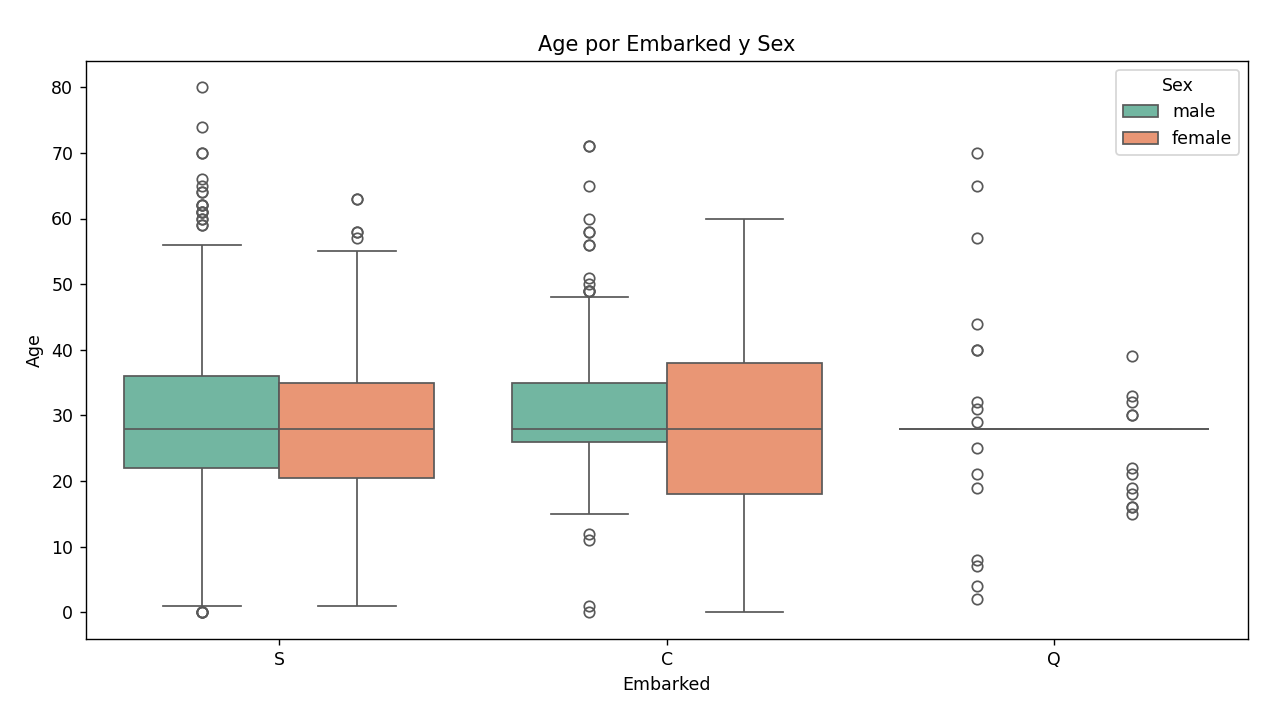 Age por Embarked y Sex
Sex
male
female
Age
80
70
60
50
40
30
20
10
0
S
C
Q
Embarked